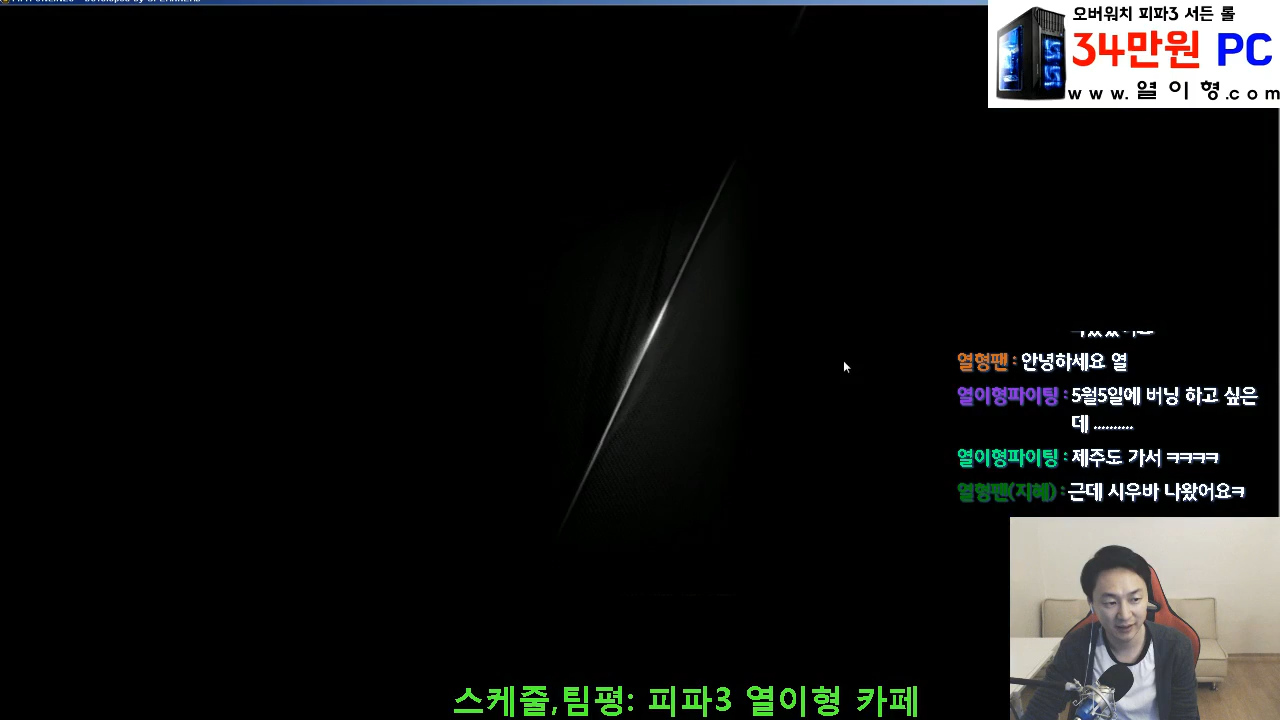 오버워치 피파3 서든 롤
34만원 PC
www.열이형.com
열형팬 : 안녕하세요 열
열이형파이팅 : 5월5일에 버닝 하고 싶은
데 ..........
열이형파이팅 : 제주도 가서 ㅋㅋㅋㅋ
열형팬(지혜) : 근데 시우바 나왔어요ㅋ
스케줄,팀평: 피파3 열이형 카페